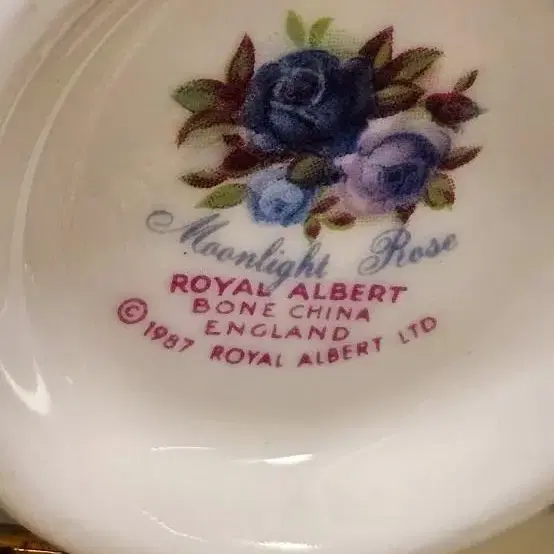 Moonlight Rose
ROYAL ALBERT
BONE CHINA
ENGLAND
© 1987 ROYAL ALBERT LTD